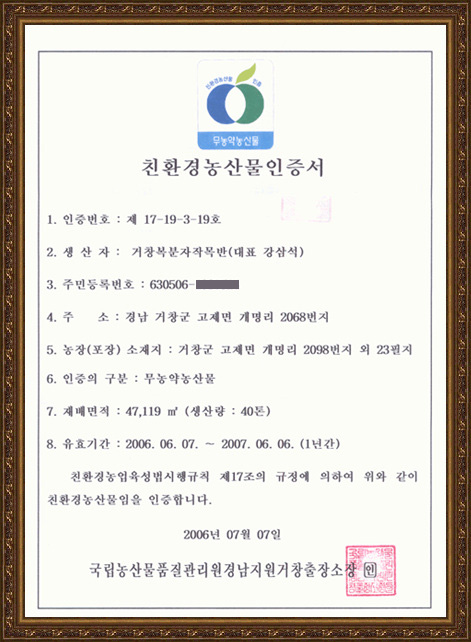 친환경농산물 인증
무농약농산물
친환경농산물인증서
1. 인증번호 : 제 17-19-3-19호
2. 생 산 자 : 거창복분자작목반(대표 강삼석)
3. 주민등록번호 : 630506-
4. 주 소 : 경남 거창군 고제면 개명리 2068번지
5. 농장(포장) 소재지 : 거창군 고제면 개명리 2098번지 외 23필지
6. 인증의 구분 : 무농약농산물
7. 재배면적 : 47,119 ㎡ (생산량 : 40톤)
8. 유효기간 : 2006. 06. 07. ~ 2007. 06. 06. (1년간)
친환경농업육성법시행규칙 제17조의 규정에 의하여 위와 같이
친환경농산물임을 인증합니다.
2006년 07월 07일
국립농산물품질관리원경남지원거창출장소장 인